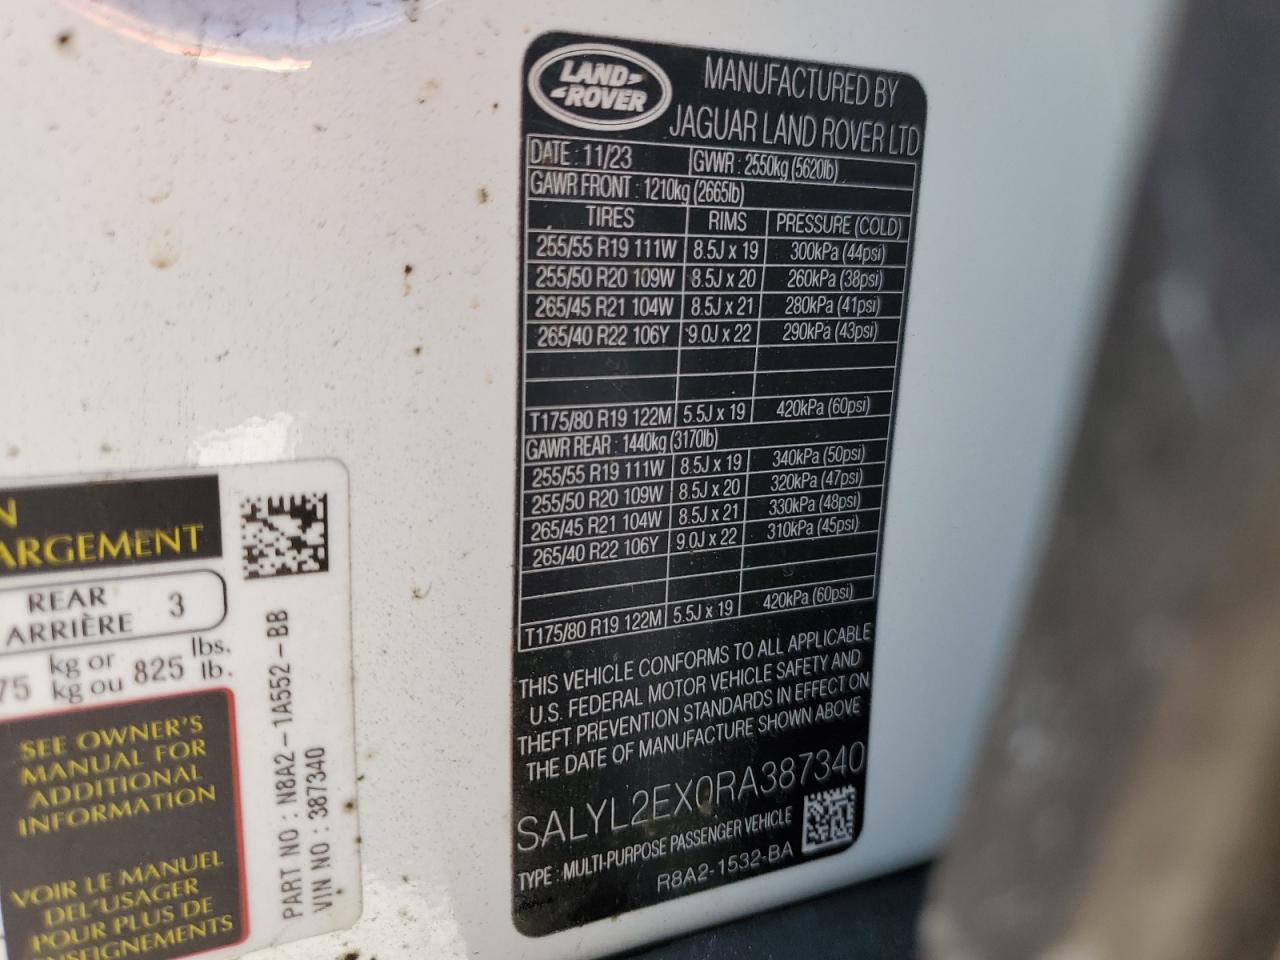 LAND ROVER
MANUFACTURED BY
JAGUAR LAND ROVER LTD
DATE : 11/23 GVWR : 2550kg (5620lb)
GAWR FRONT : 1210kg (2665lb)
TIRES RIMS PRESSURE (COLD)
255/55 R19 111W 8.5J x 19 300kPa (44psi)
255/50 R20 109W 8.5J x 20 260kPa (38psi)
265/45 R21 104W 8.5J x 21 280kPa (41psi)
265/40 R22 106Y 9.0J x 22 290kPa (43psi)
T175/80 R19 122M 5.5J x 19 420kPa (60psi)
GAWR REAR : 1440kg (3170lb)
255/55 R19 111W 8.5J x 19 340kPa (50psi)
255/50 R20 109W 8.5J x 20 320kPa (47psi)
265/45 R21 104W 8.5J x 21 330kPa (48psi)
265/40 R22 106Y 9.0J x 22 310kPa (45psi)
T175/80 R19 122M 5.5J x 19 420kPa (60psi)
THIS VEHICLE CONFORMS TO ALL APPLICABLE
U.S. FEDERAL MOTOR VEHICLE SAFETY AND
THEFT PREVENTION STANDARDS IN EFFECT ON
THE DATE OF MANUFACTURE SHOWN ABOVE
SALYL2EX0RA387340
TYPE : MULTI-PURPOSE PASSENGER VEHICLE
R8A2-1532-BA
N
ARGEMENT
REAR 3
ARRIÈRE
75 kg or 825 lbs.
kg ou lb.
SEE OWNER'S
MANUAL FOR
ADDITIONAL
INFORMATION
VOIR LE MANUEL
DEL'USAGER
POUR PLUS DE
NSEIGNEMENTS
PART NO : N8A2-1A552-BB
VIN NO : 387340